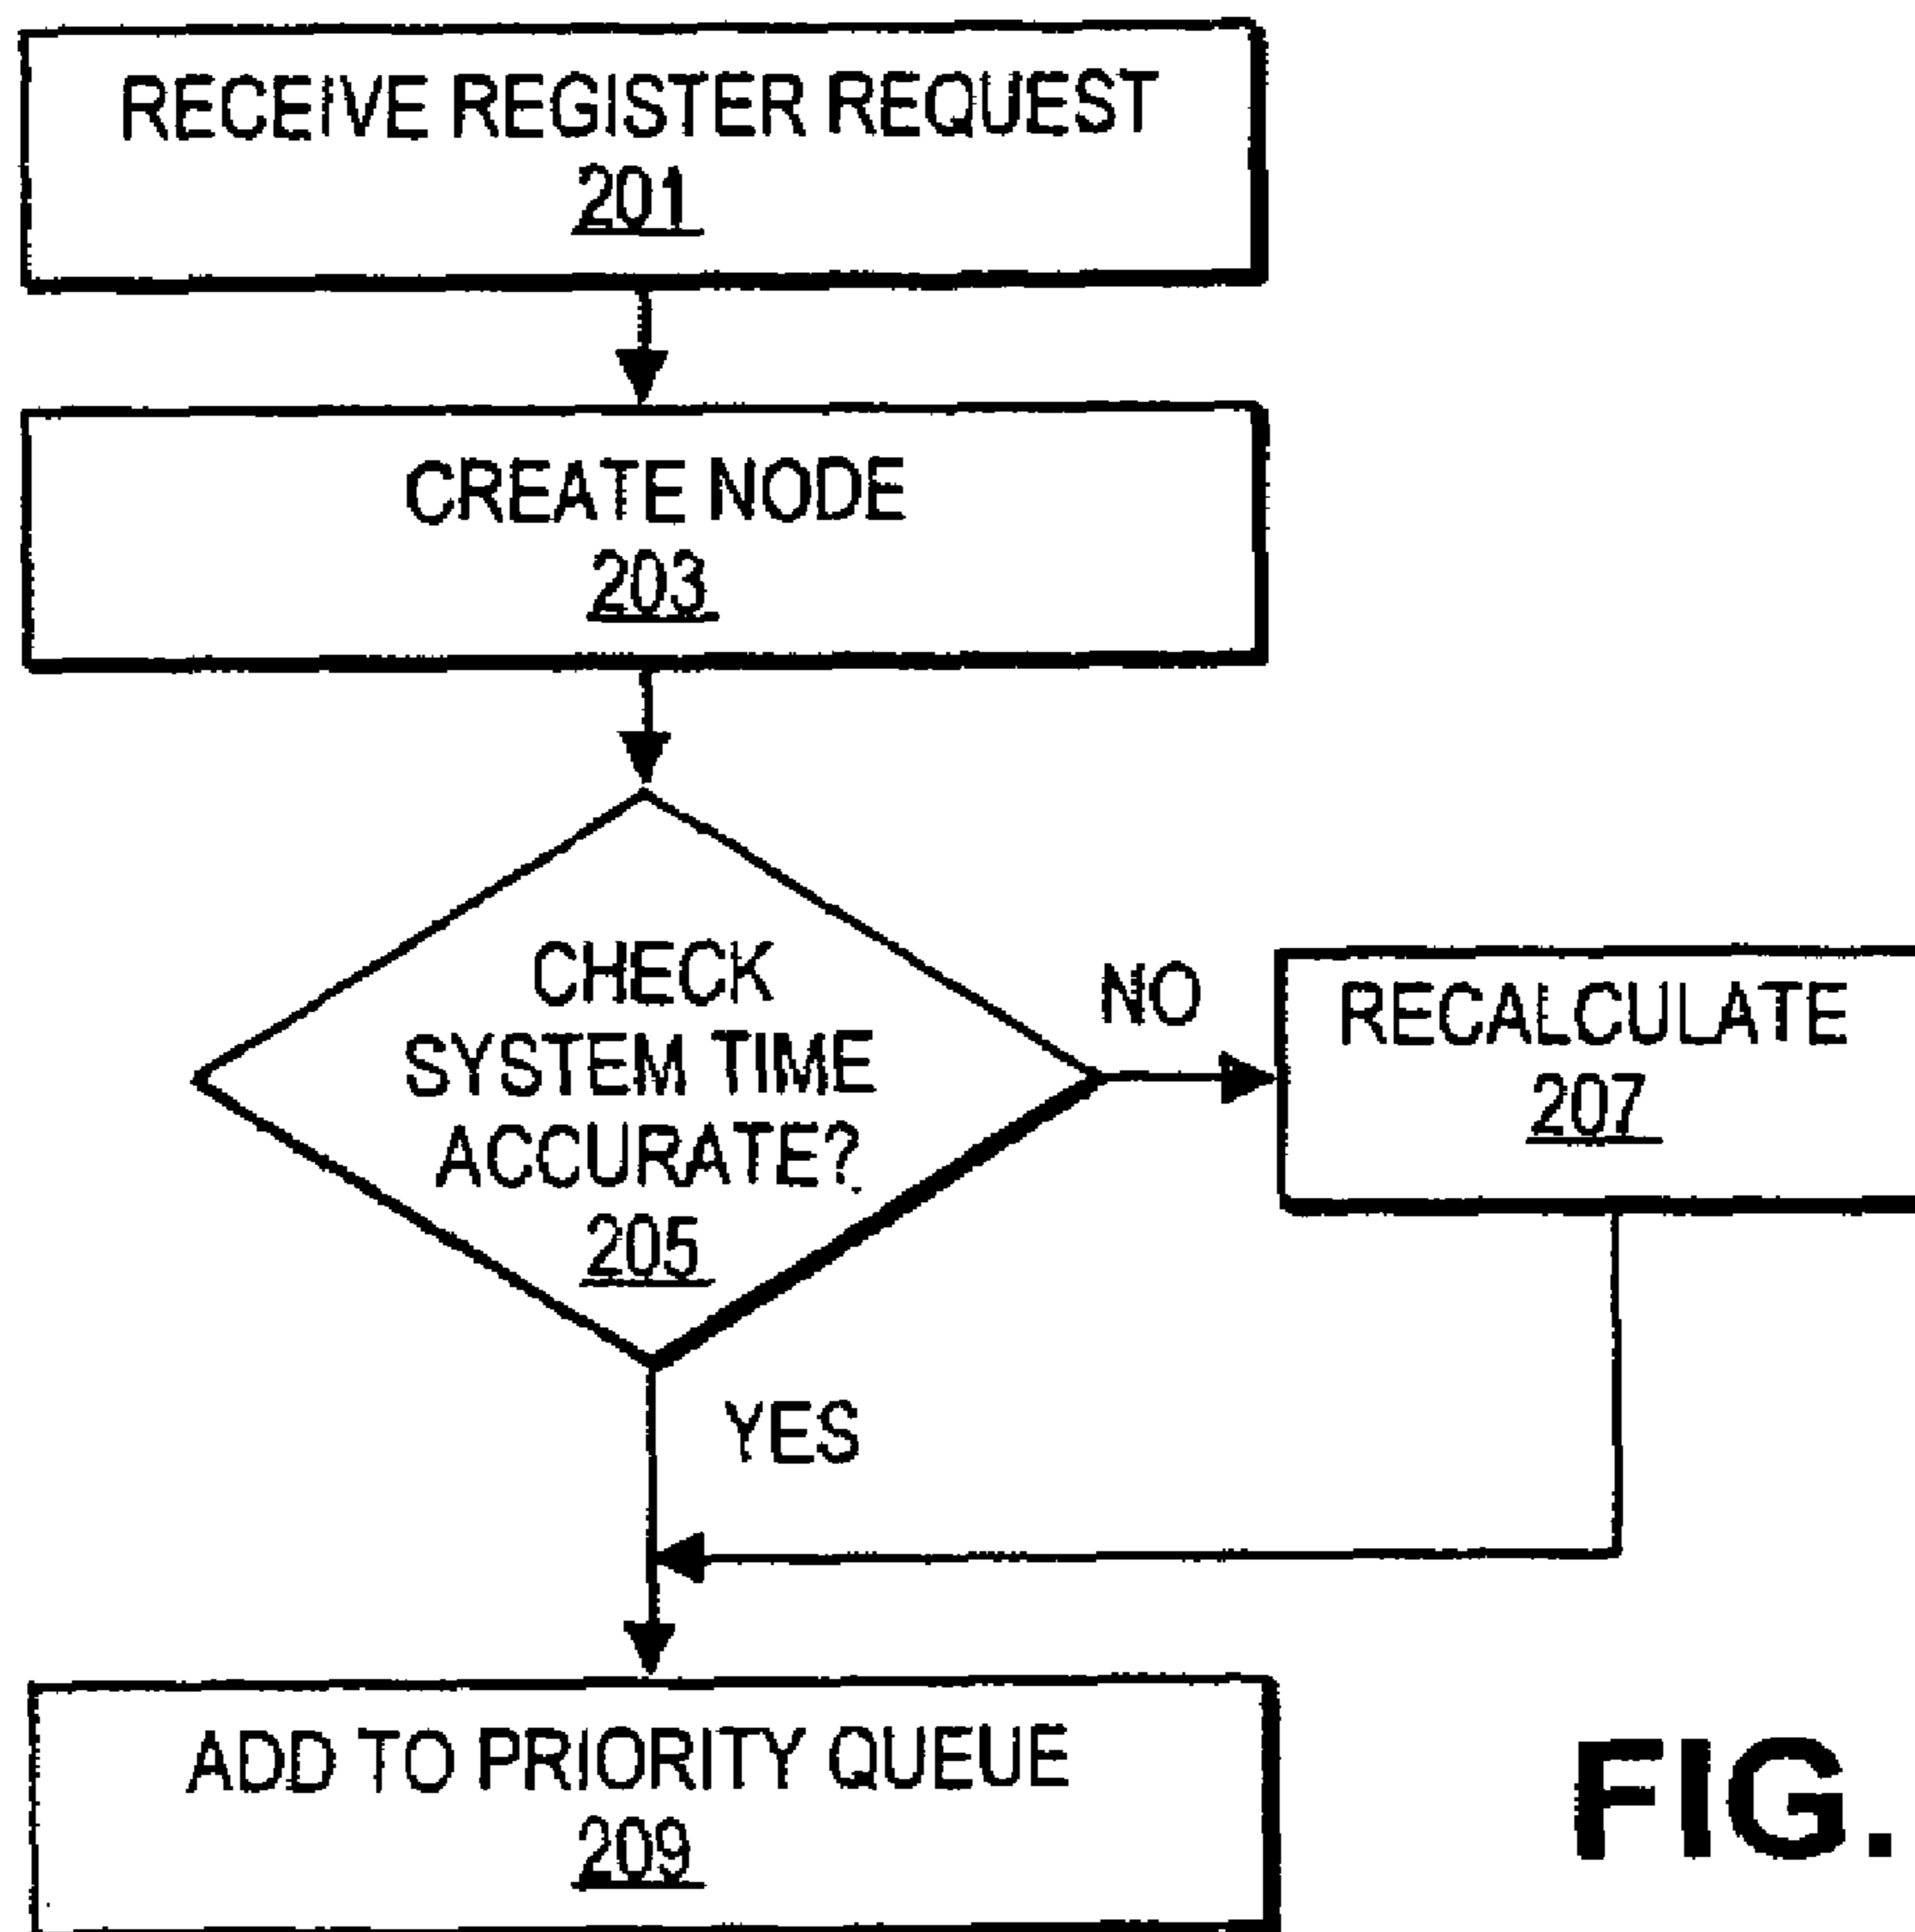 RECEIVE REGISTER REQUEST
201
CREATE NODE
203
CHECK
SYSTEM TIME
ACCURATE?
205
NO
RECALCULATE
207
YES
ADD TO PRIORITY QUEUE
209
FIG.